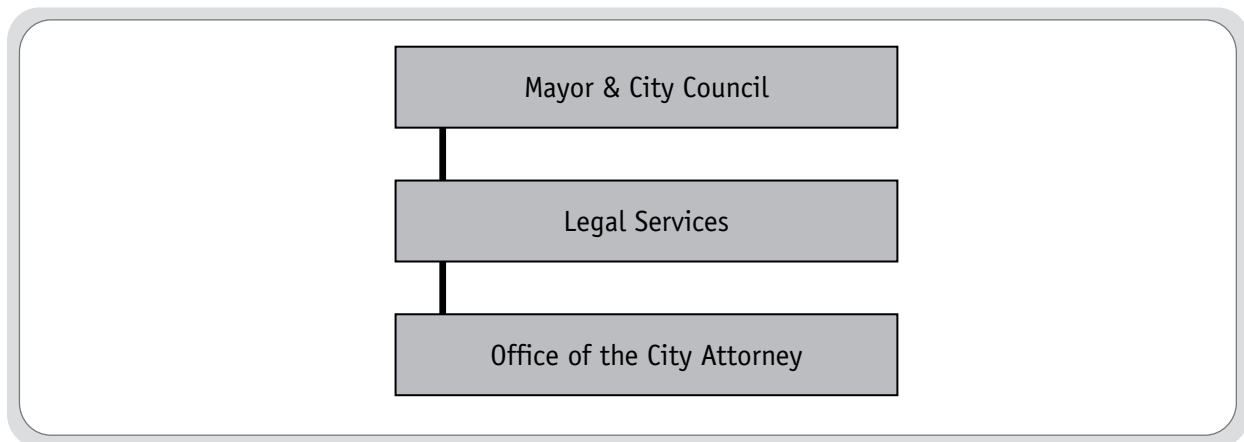 Mayor & City Council
Legal Services
Office of the City Attorney